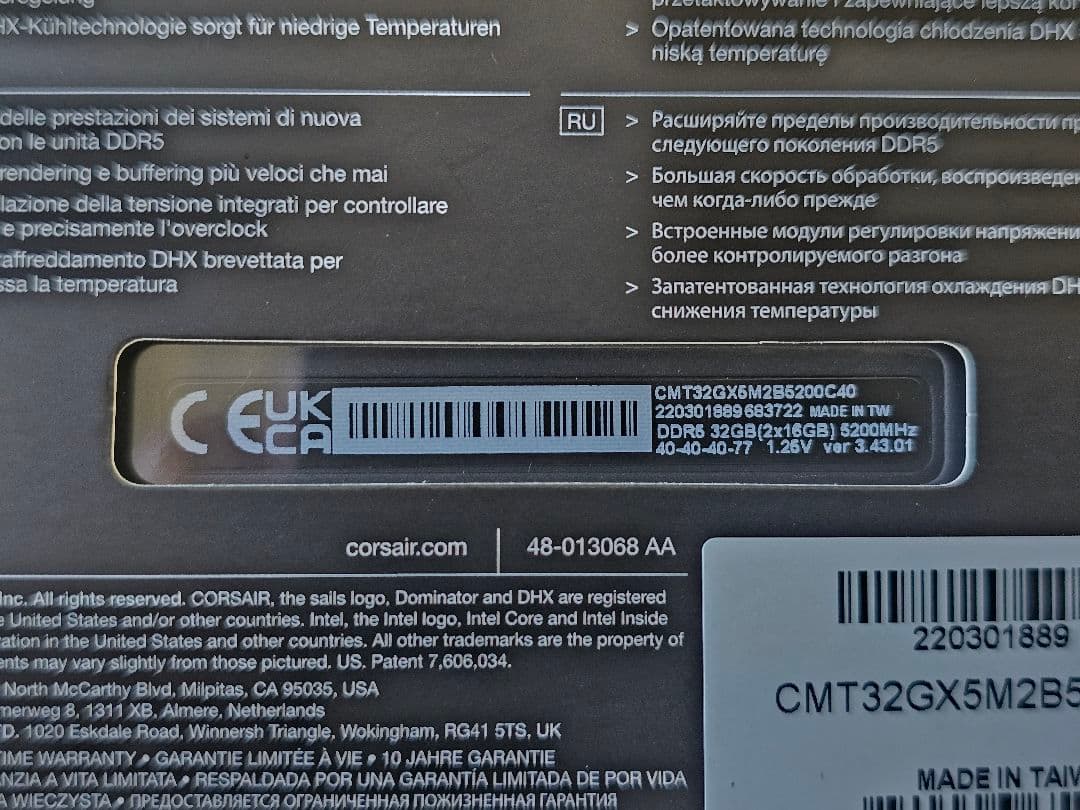 HX-Kühltechnologie sorgt für niedrige Temperaturen
> Opatentowana technologia chłodzenia DHX
niską temperaturę
delle prestazioni dei sistemi di nuova
on le unità DDR5
rendering e buffering più veloci che mai
lazione della tensione integrati per controllare
e precisamente l'overclock
affreddamento DHX brevettata per
ssa la temperatura
RU
> Расширяйте пределы производительности пр
следующего поколения DDR5
> Большая скорость обработки, воспроизведен
чем когда-либо прежде
> Встроенные модули регулировки напряжени
более контролируемого разгона
> Запатентованная технология охлаждения DH
снижения температуры
CE UK CA
CMT32GX5M2B5200C40
220301889683722 MADE IN TW
DDR5 32GB(2x16GB) 5200MHz
40-40-40-77 1.25V ver 3.43.01
corsair.com
48-013068 AA
Inc. All rights reserved. CORSAIR, the sails logo, Dominator and DHX are registered
e United States and/or other countries. Intel, the Intel logo, Intel Core and Intel Inside
ration in the United States and other countries. All other trademarks are the property of
ents may vary slightly from those pictured. US. Patent 7,606,034.
North McCarthy Blvd, Milpitas, CA 95035, USA
merweg 8, 1311 XB, Almere, Netherlands
D. 1020 Eskdale Road, Winnersh Triangle, Wokingham, RG41 5TS, UK
IME WARRANTY • GARANTIE LIMITÉE À VIE • 10 JAHRE GARANTIE
NZIA A VITA LIMITATA • RESPALDADA POR UNA GARANTÍA LIMITADA DE POR VIDA
A WIECZYSTA • ПРЕДОСТАВЛЯЕТСЯ ОГРАНИЧЕННАЯ ПОЖИЗНЕННАЯ ГАРАНТИЯ
220301889
CMT32GX5M2B5
MADE IN TAIW